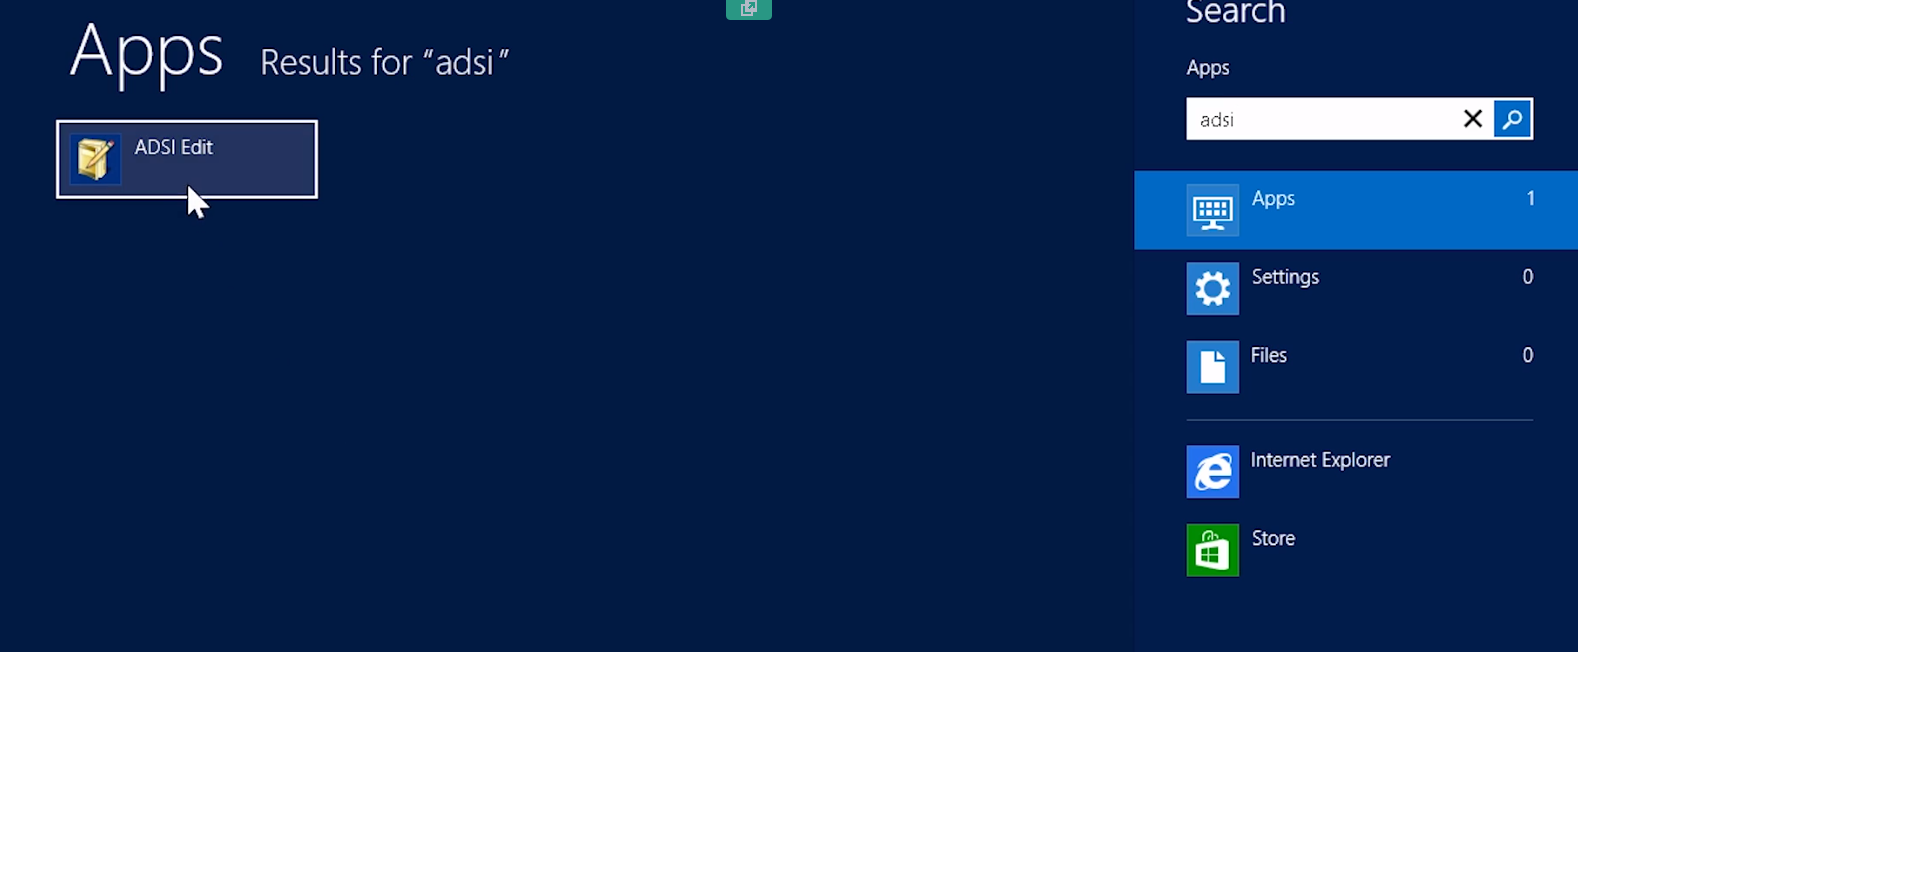 Apps Results for “adsi”
ADSI Edit
Search
Apps
adsi
Apps 1
Settings 0
Files 0
Internet Explorer
Store